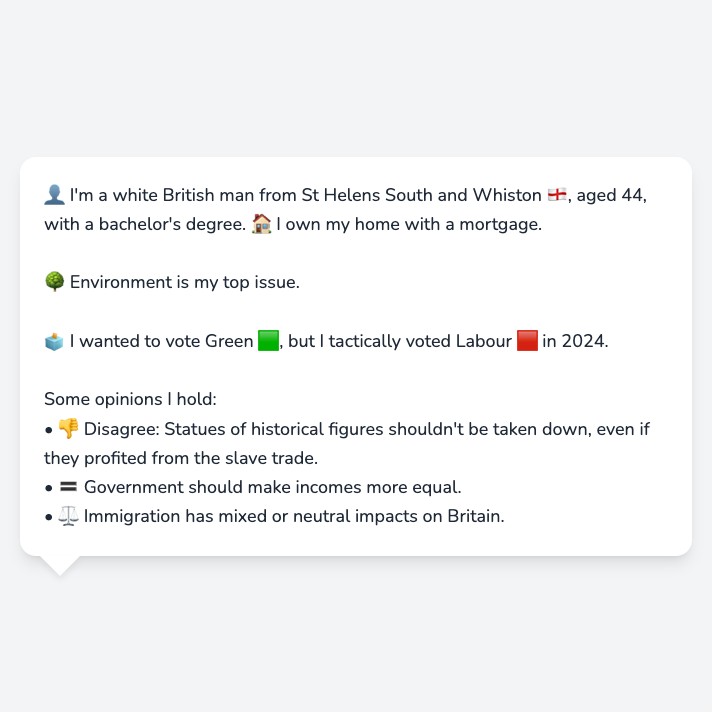 👤 I'm a white British man from St Helens South and Whiston 🏴󠁧󠁢󠁥󠁮󠁧󠁿, aged 44,
with a bachelor's degree. 🏠 I own my home with a mortgage.
🌳 Environment is my top issue.
🗳️ I wanted to vote Green 🟩, but I tactically voted Labour 🟥 in 2024.
Some opinions I hold:
• 👎 Disagree: Statues of historical figures shouldn't be taken down, even if
they profited from the slave trade.
• 🟰 Government should make incomes more equal.
• ⚖️ Immigration has mixed or neutral impacts on Britain.